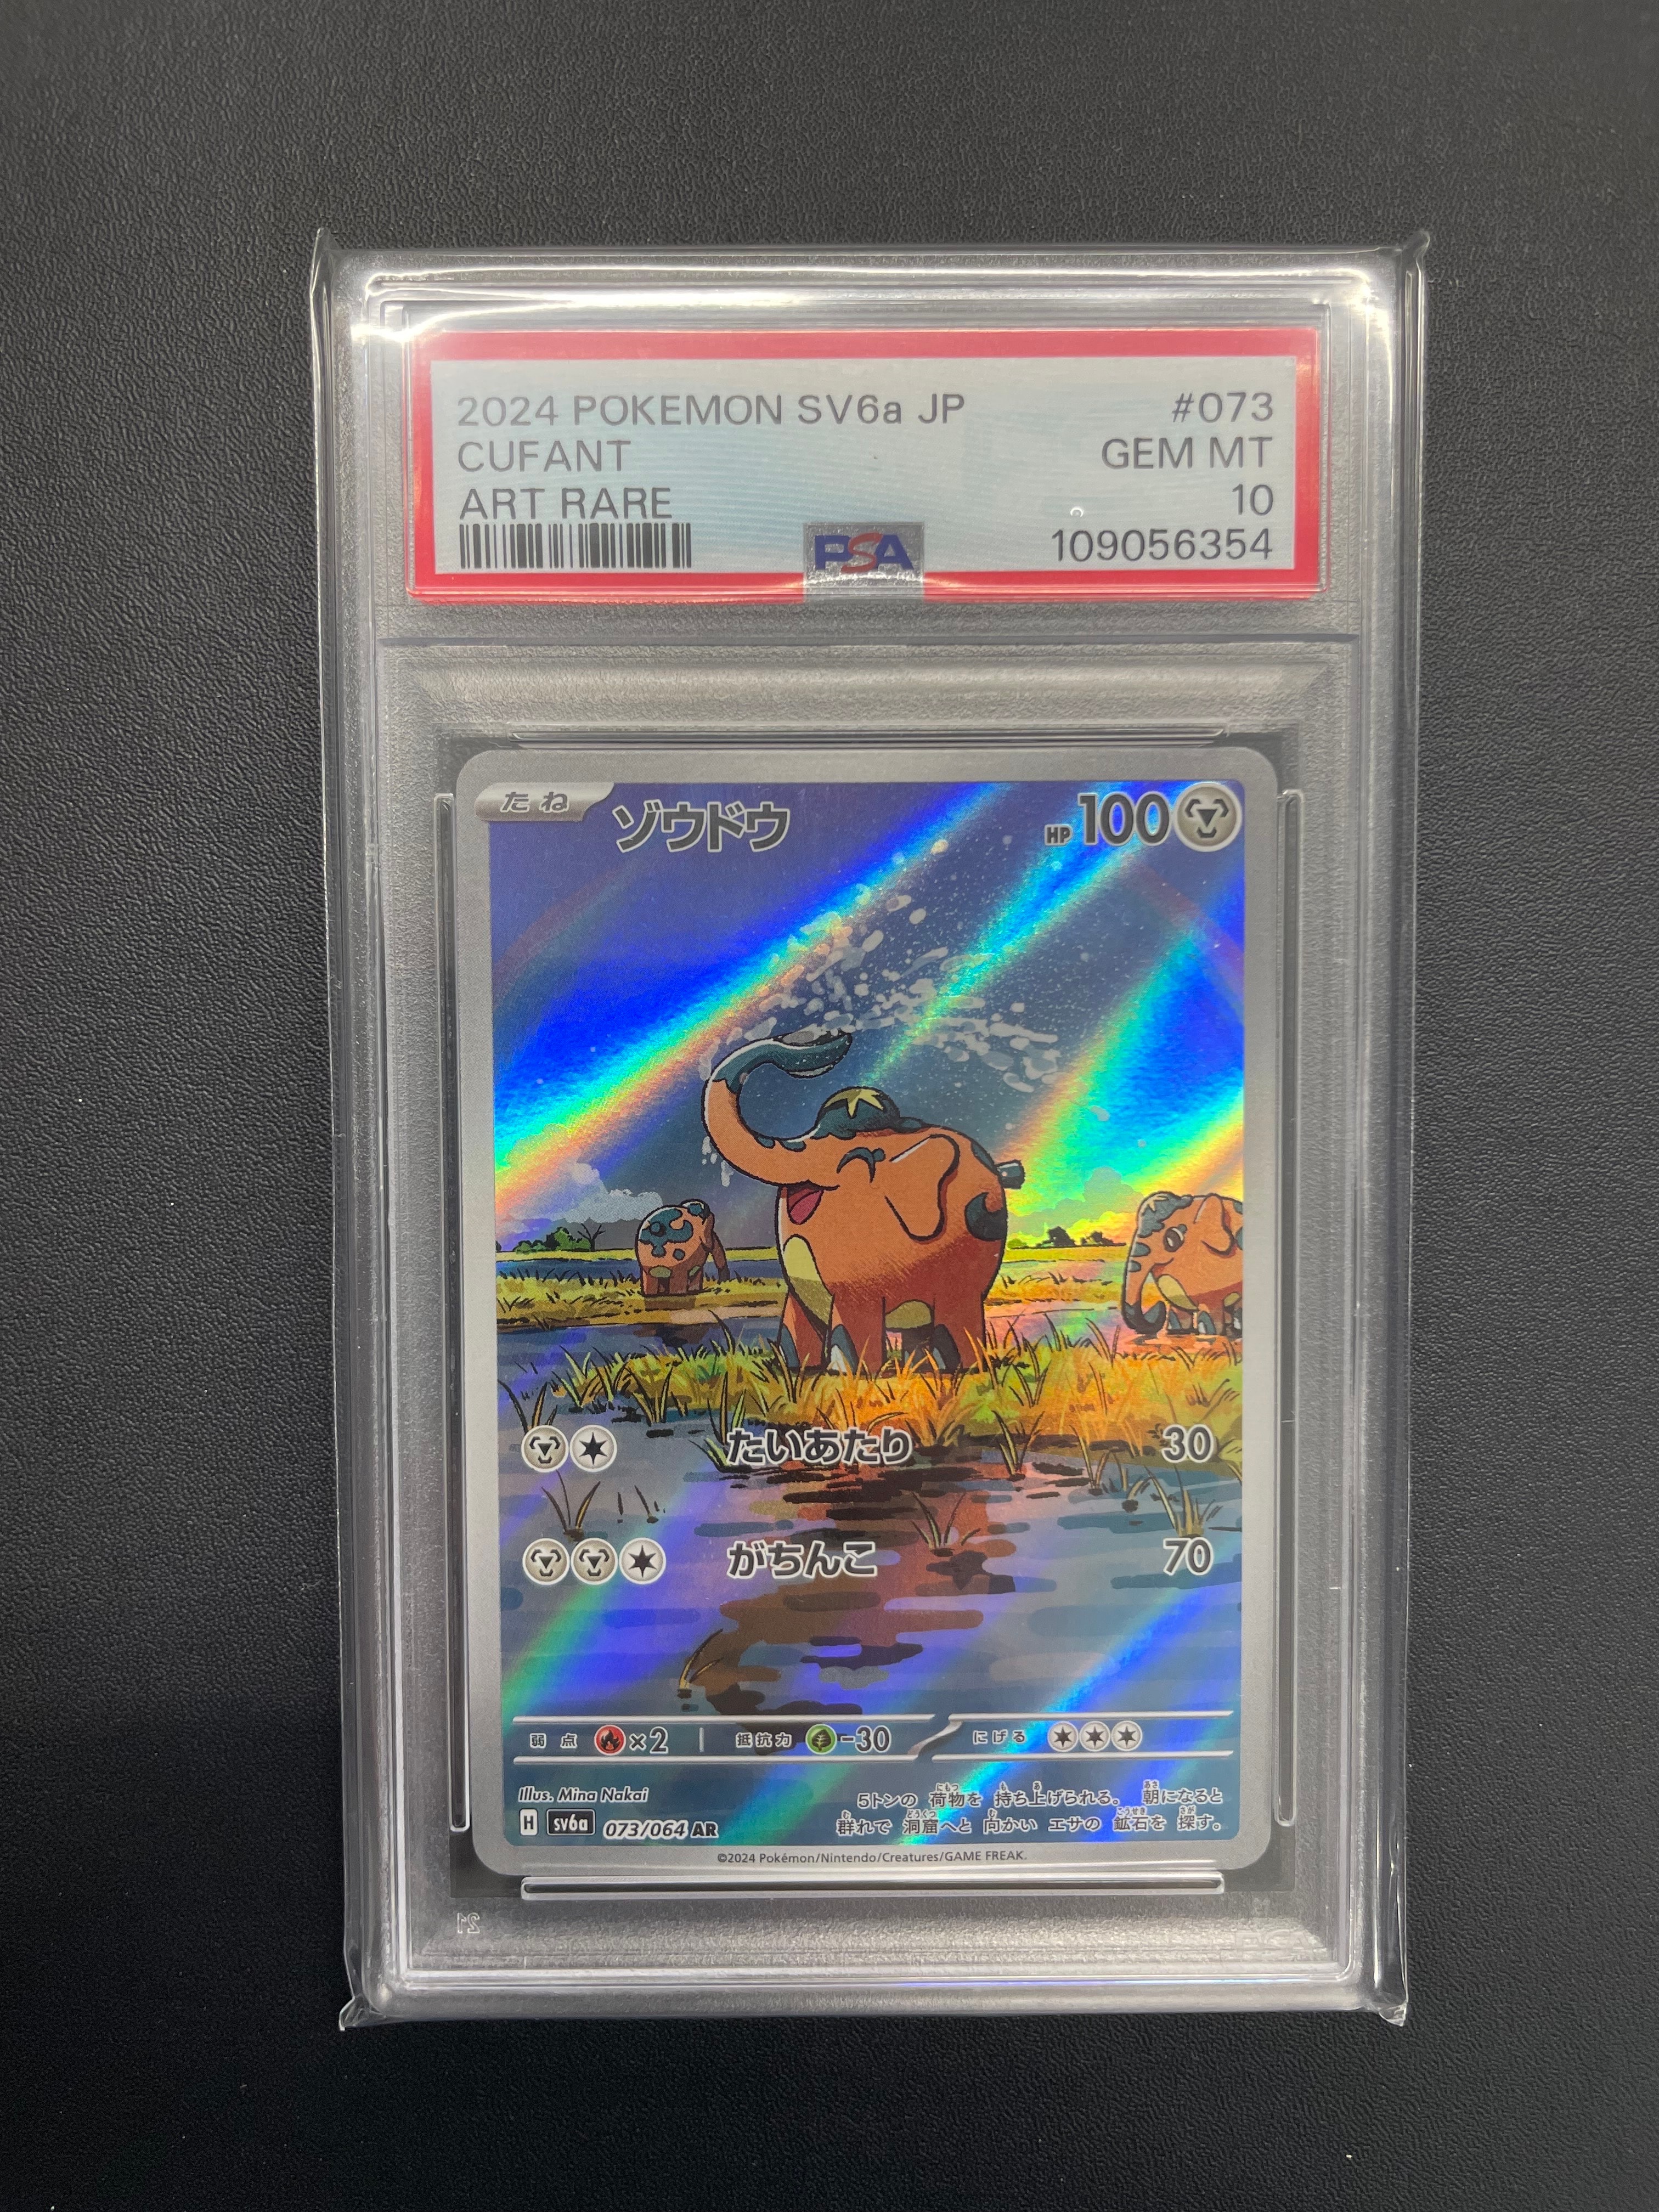 2024 POKEMON SV6a JP #073
CUFANT GEM MT
ART RARE 10
PSA 109056354
たね ゾウドウ HP 100
たいあたり 30
がちんこ 70
弱点 ×2 抵抗力 -30 にげる
Illus. Mina Nakai
5トンの 荷物を 持ち上げられる。 朝になると
群れで 洞窟へと 向かい エサの 鉱石を 探す。
H sv6a 073/064 AR
©2024 Pokémon/Nintendo/Creatures/GAME FREAK.